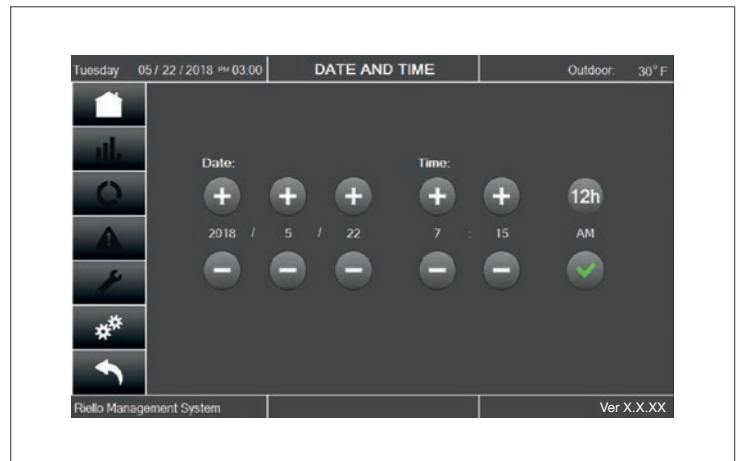 Tuesday 05 / 22 / 2018 PM 03:00 DATE AND TIME Outdoor: 30° F
Date: Time:
12h
2018 / 5 / 22 7 : 15 AM
Riello Management System Ver X.X.XX